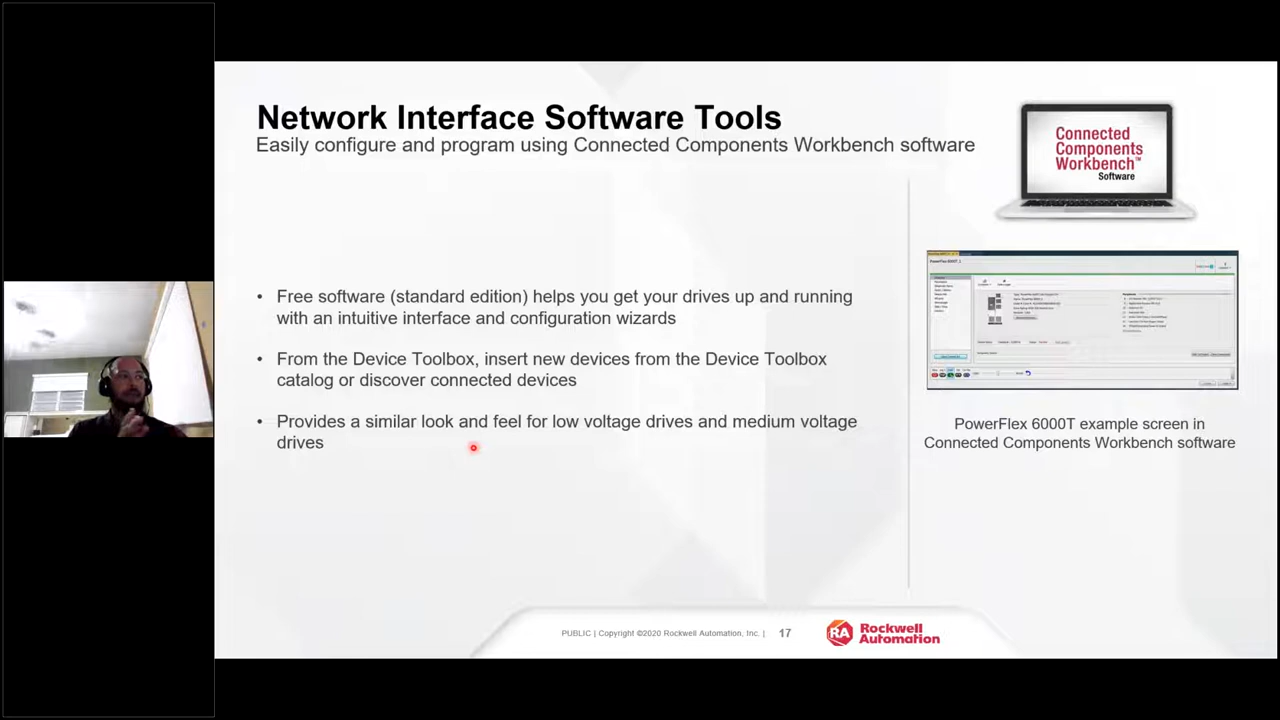 Network Interface Software Tools
Easily configure and program using Connected Components Workbench software
• Free software (standard edition) helps you get your drives up and running
with an intuitive interface and configuration wizards
• From the Device Toolbox, insert new devices from the Device Toolbox
catalog or discover connected devices
• Provides a similar look and feel for low voltage drives and medium voltage
drives
Connected
Components
Workbench™
Software
PowerFlex 6000T example screen in
Connected Components Workbench software
PUBLIC | Copyright ©2020 Rockwell Automation, Inc. |
17
RA
Rockwell
Automation